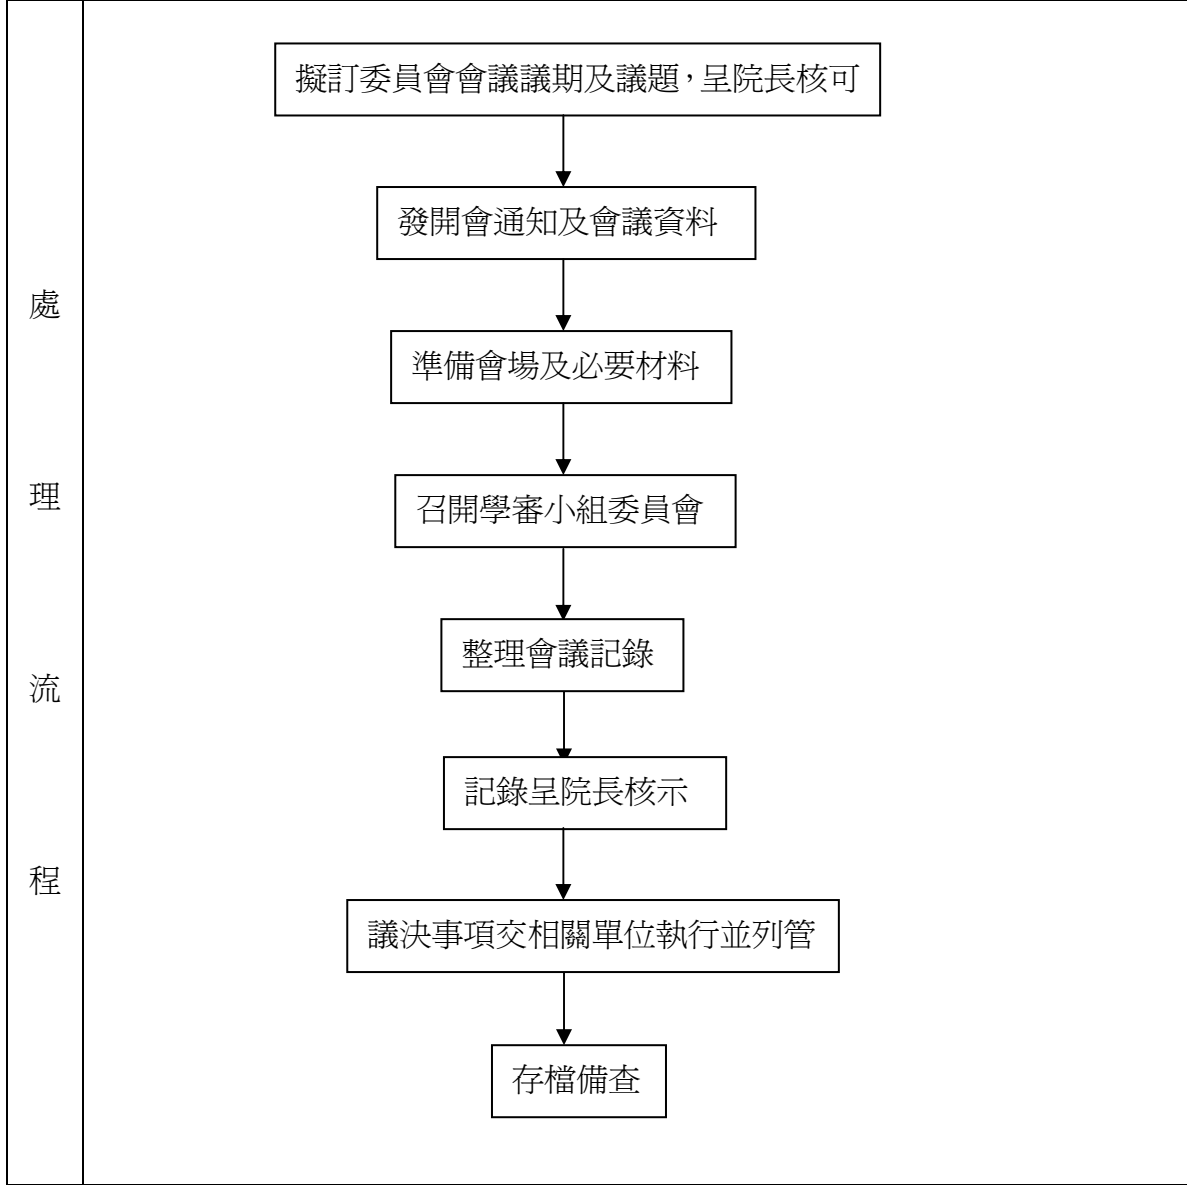 處理流程
擬訂委員會會議議期及議題，呈院長核可
發開會通知及會議資料
準備會場及必要材料
召開學審小組委員會
整理會議記錄
記錄呈院長核示
議決事項交相關單位執行並列管
存檔備查